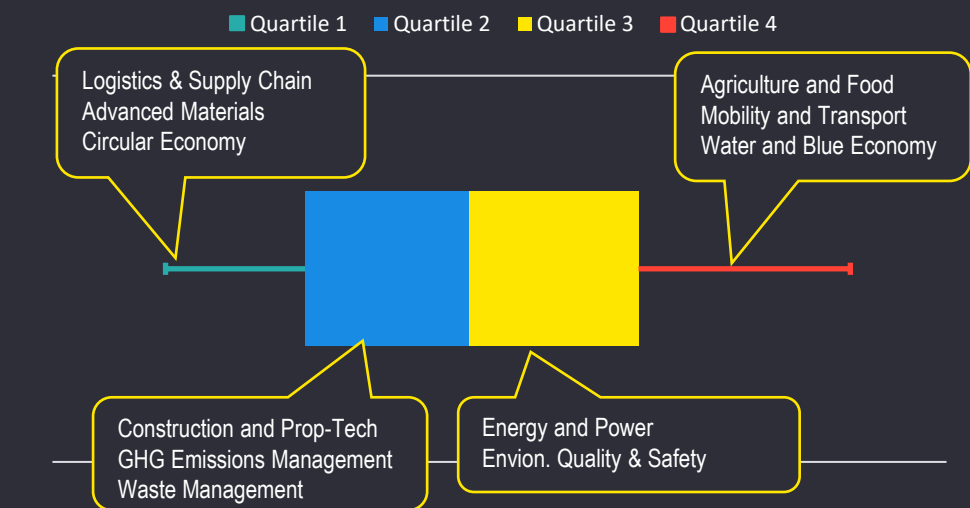 Quartile 1 Quartile 2 Quartile 3 Quartile 4
Logistics & Supply Chain
Advanced Materials
Circular Economy
Agriculture and Food
Mobility and Transport
Water and Blue Economy
Construction and Prop-Tech
GHG Emissions Management
Waste Management
Energy and Power
Envion. Quality & Safety